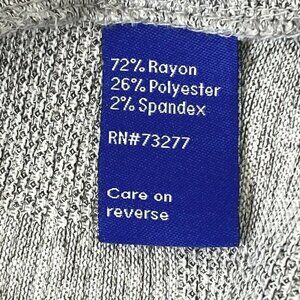 72% Rayon
26% Polyester
2% Spandex
RN#73277
Care on
reverse